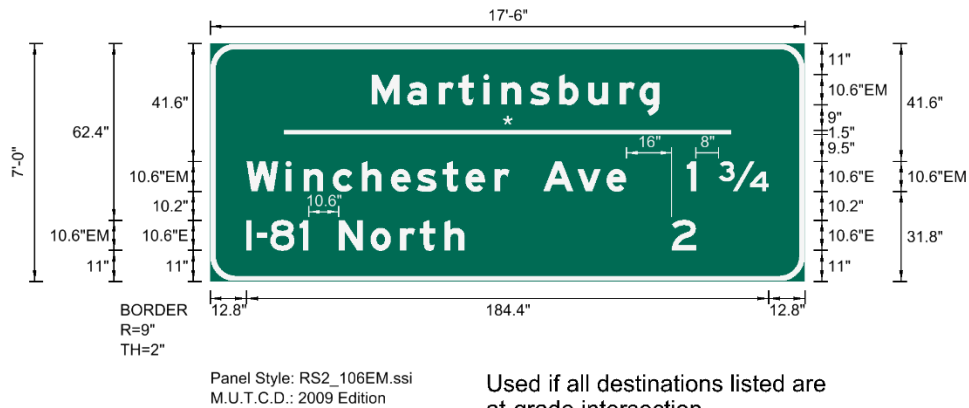 17'-6"
Martinsburg
*
16" 8"
Winchester Ave 1 3/4
10.6"
I-81 North 2
7'-0"
62.4"
10.6"EM
11"
41.6"
10.6"EM
10.2"
10.6"E
11"
11"
10.6"EM
9"
1.5"
9.5"
10.6"E
10.2"
10.6"E
11"
41.6"
10.6"EM
31.8"
12.8" 184.4" 12.8"
BORDER
R=9"
TH=2"
Panel Style: RS2_106EM.ssi
M.U.T.C.D.: 2009 Edition
Used if all destinations listed are
at-grade intersection